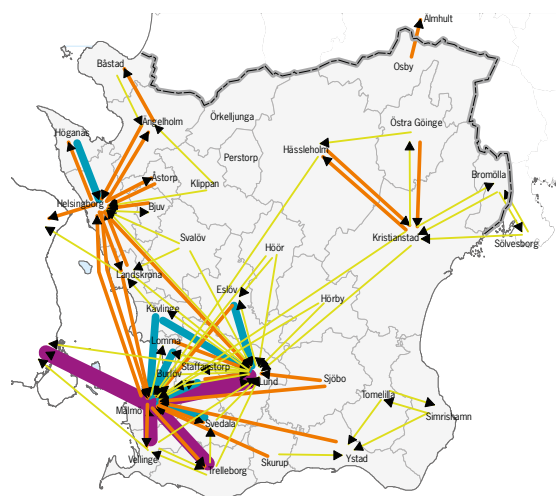 Älmhult
Båstad
Osby
Ängelholm
Örkelljunga
Östra Göinge
Höganäs
Hässleholm
Perstorp
Åstorp
Klippan
Bromölla
Helsingborg
Bjuv
Kristianstad
Sölvesborg
Svalöv
Höör
Landskrona
Eslöv
Hörby
Kävlinge
Lomma
Staffanstorp
Burlöv
Lund
Sjöbo
Tomelilla
Malmö
Simrishamn
Svedala
Vellinge
Skurup
Ystad
Trelleborg